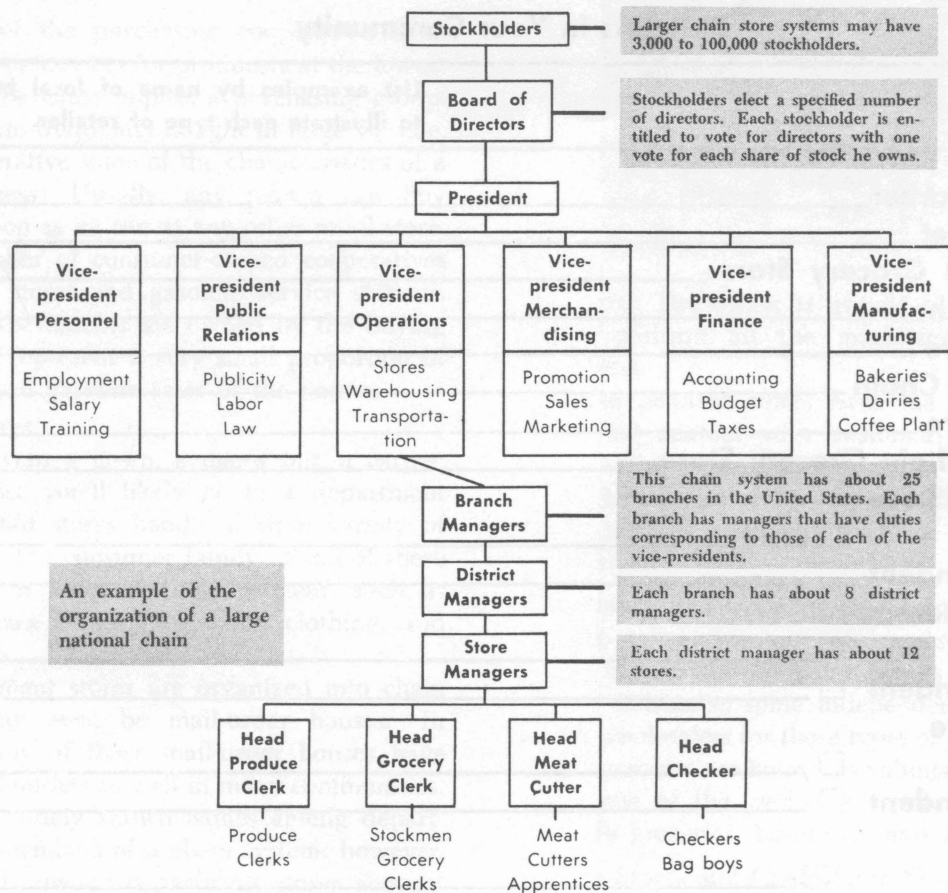 Stockholders
Larger chain store systems may have
3,000 to 100,000 stockholders.
Board of
Directors
Stockholders elect a specified number
of directors. Each stockholder is en-
titled to vote for directors with one
vote for each share of stock he owns.
President
Vice-
president
Personnel
Employment
Salary
Training
Vice-
president
Public
Relations
Publicity
Labor
Law
Vice-
president
Operations
Stores
Warehousing
Transporta-
tion
Vice-
president
Merchan-
dising
Promotion
Sales
Marketing
Vice-
president
Finance
Accounting
Budget
Taxes
Vice-
president
Manufac-
turing
Bakeries
Dairies
Coffee Plant
Branch
Managers
This chain system has about 25
branches in the United States. Each
branch has managers that have duties
corresponding to those of each of the
vice-presidents.
District
Managers
Each branch has about 8 district
managers.
An example of the
organization of a large
national chain
Store
Managers
Each district manager has about 12
stores.
Head
Produce
Clerk
Produce
Clerks
Head
Grocery
Clerk
Stockmen
Grocery
Clerks
Head
Meat
Cutter
Meat
Cutters
Apprentices
Head
Checker
Checkers
Bag boys